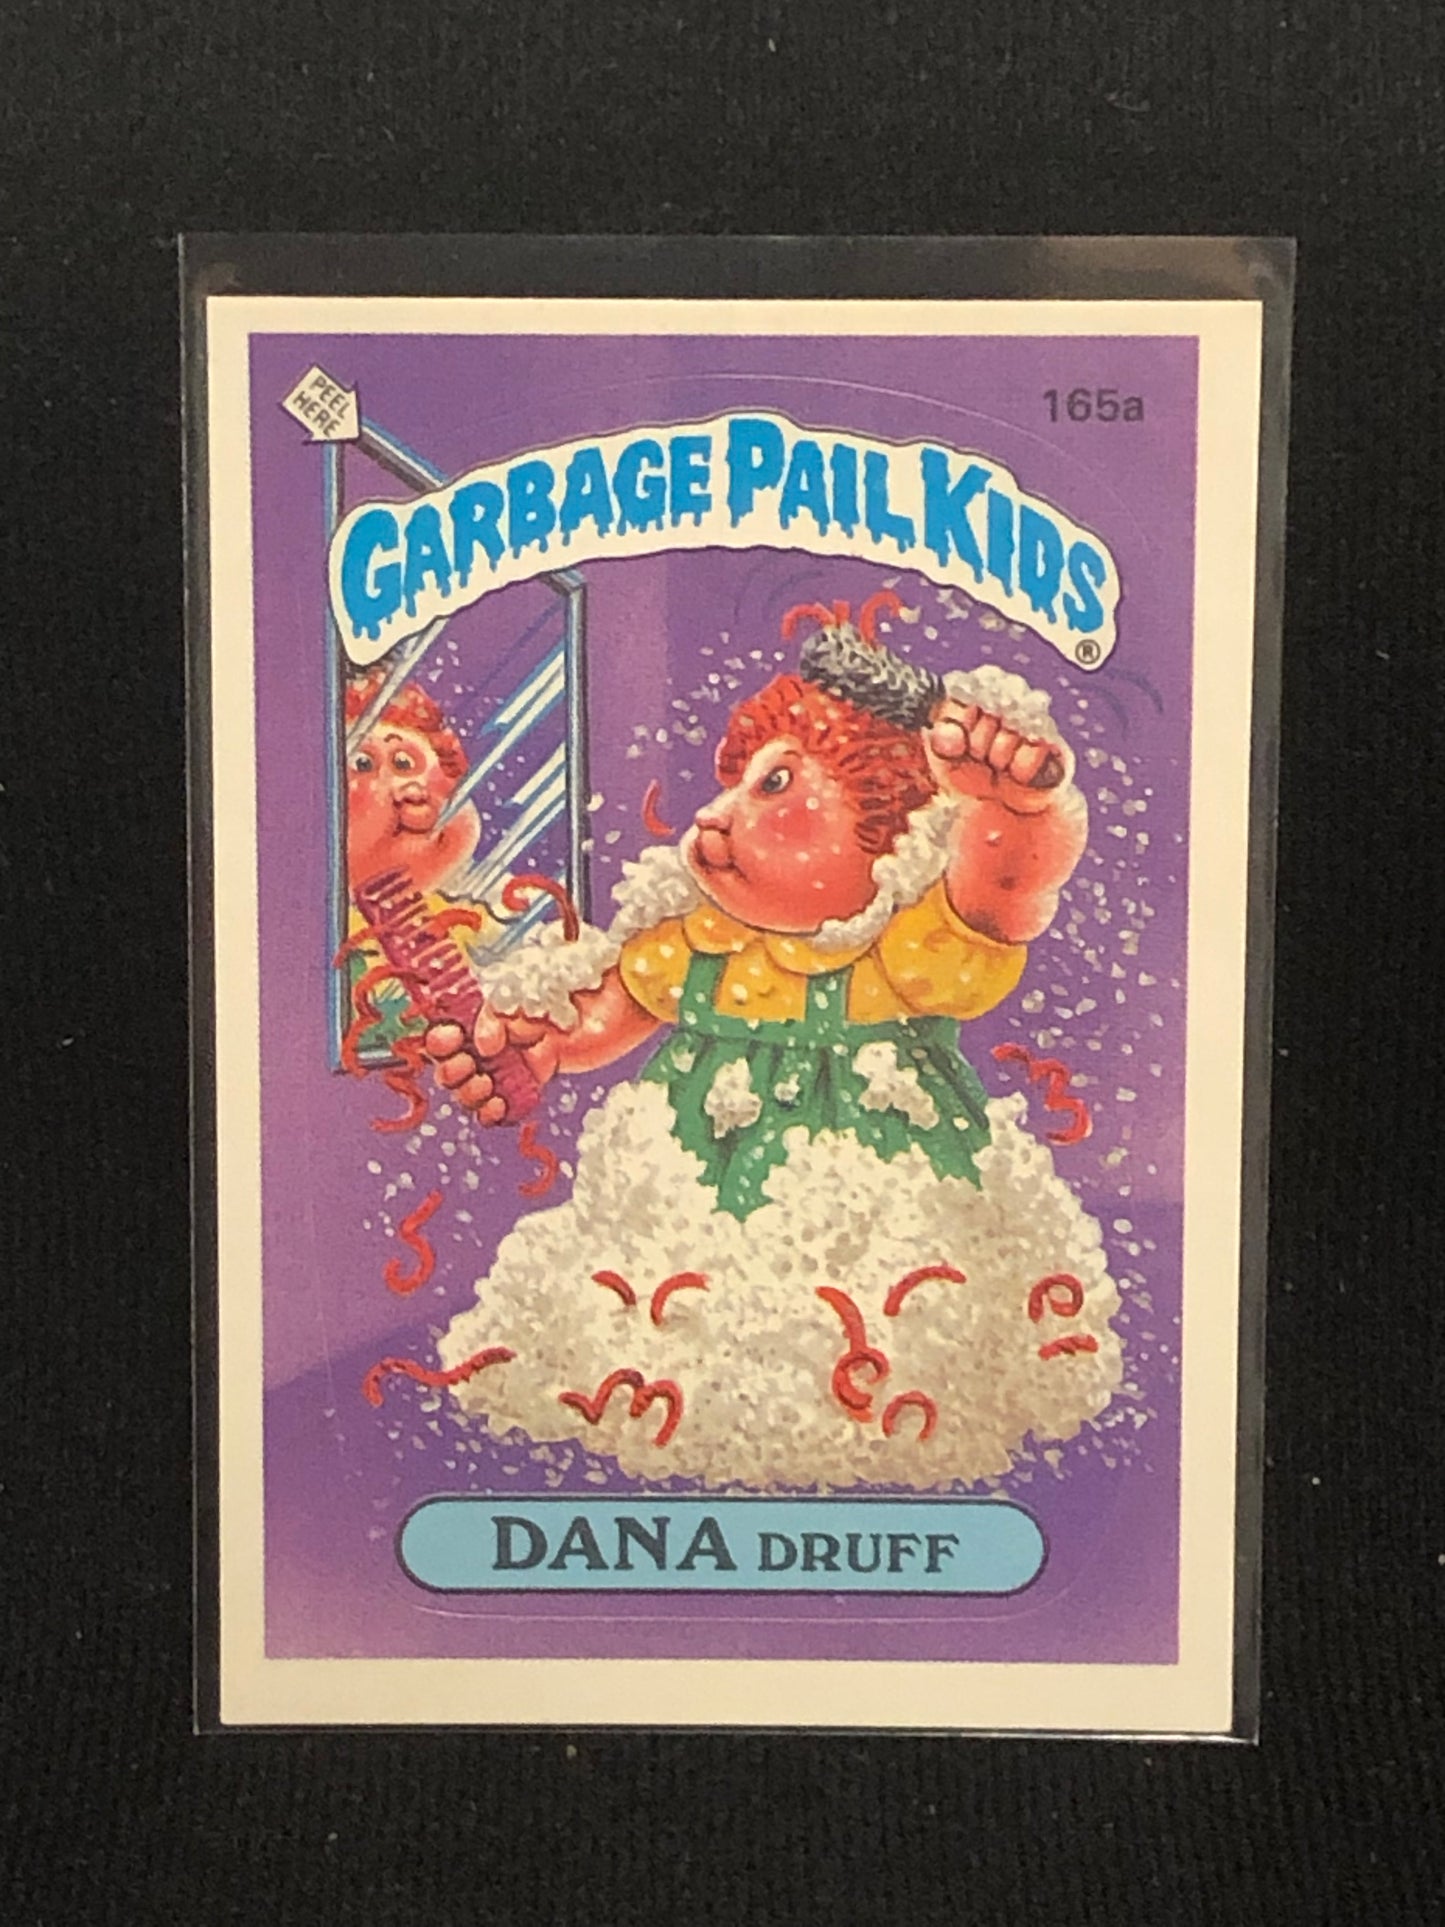 PEEL
HERE
165a
GARBAGE PAIL KIDS
®
DANA DRUFF